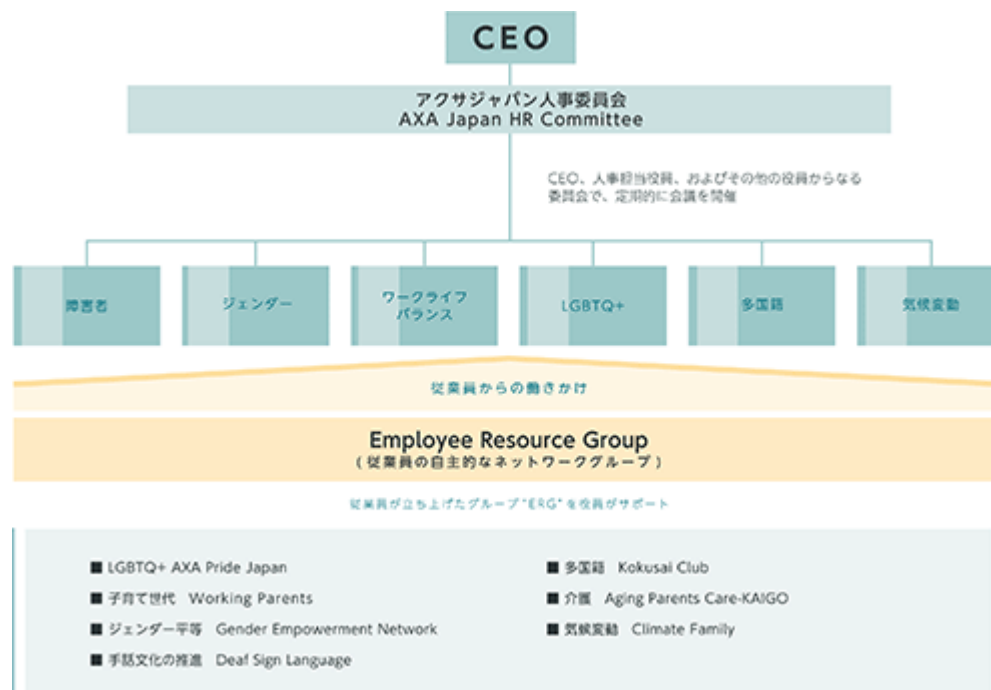 CEO
アクサジャパン人事委員会
AXA Japan HR Committee
CEO、人事担当役員、およびその他の役員からなる
委員会で、定期的に会議を開催
障害者
ジェンダー
ワークライフ
バランス
LGBTQ+
多国籍
気候変動
従業員からの働きかけ
Employee Resource Group
(従業員の自主的なネットワークグループ)
従業員が立ち上げたグループ"ERG"を役員がサポート
■ LGBTQ+ AXA Pride Japan
■ 子育て世代 Working Parents
■ ジェンダー平等 Gender Empowerment Network
■ 手話文化の推進 Deaf Sign Language
■ 多国籍 Kokusai Club
■ 介護 Aging Parents Care-KAIGO
■ 気候変動 Climate Family